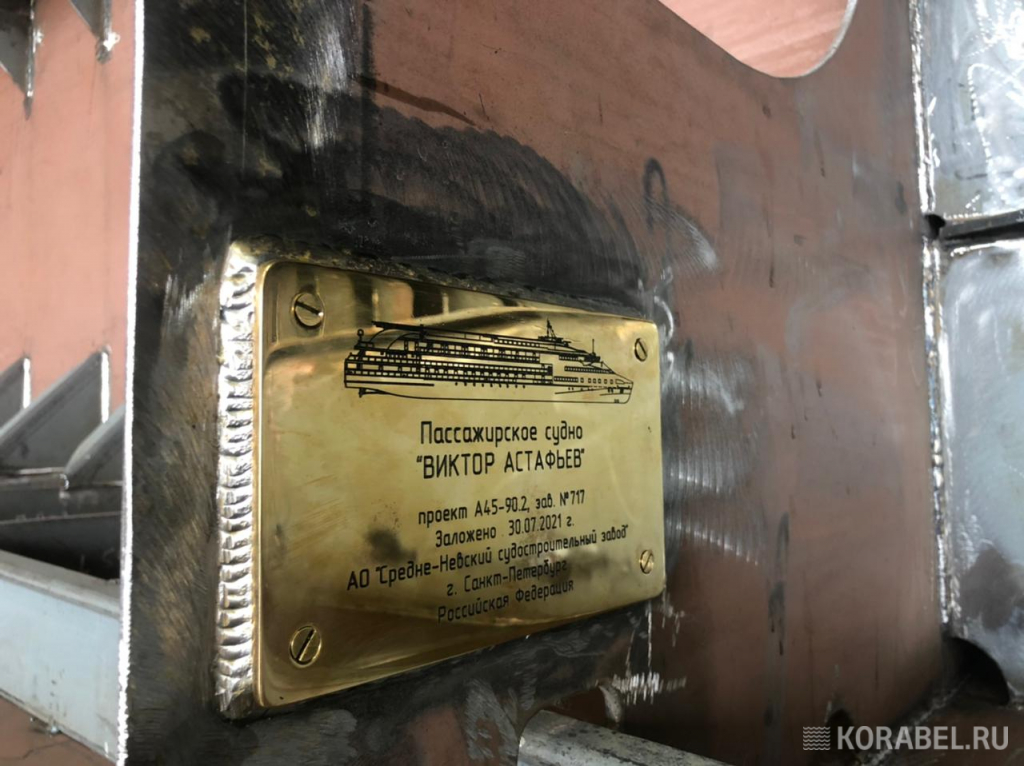 Пассажирское судно
"ВИКТОР АСТАФЬЕВ"
проект А45-90.2, зав. №717
Заложено 30.07.2021 г.
АО "Средне-Невский судостроительный завод"
г. Санкт-Петербург
Российская Федерация
KORABEL.RU